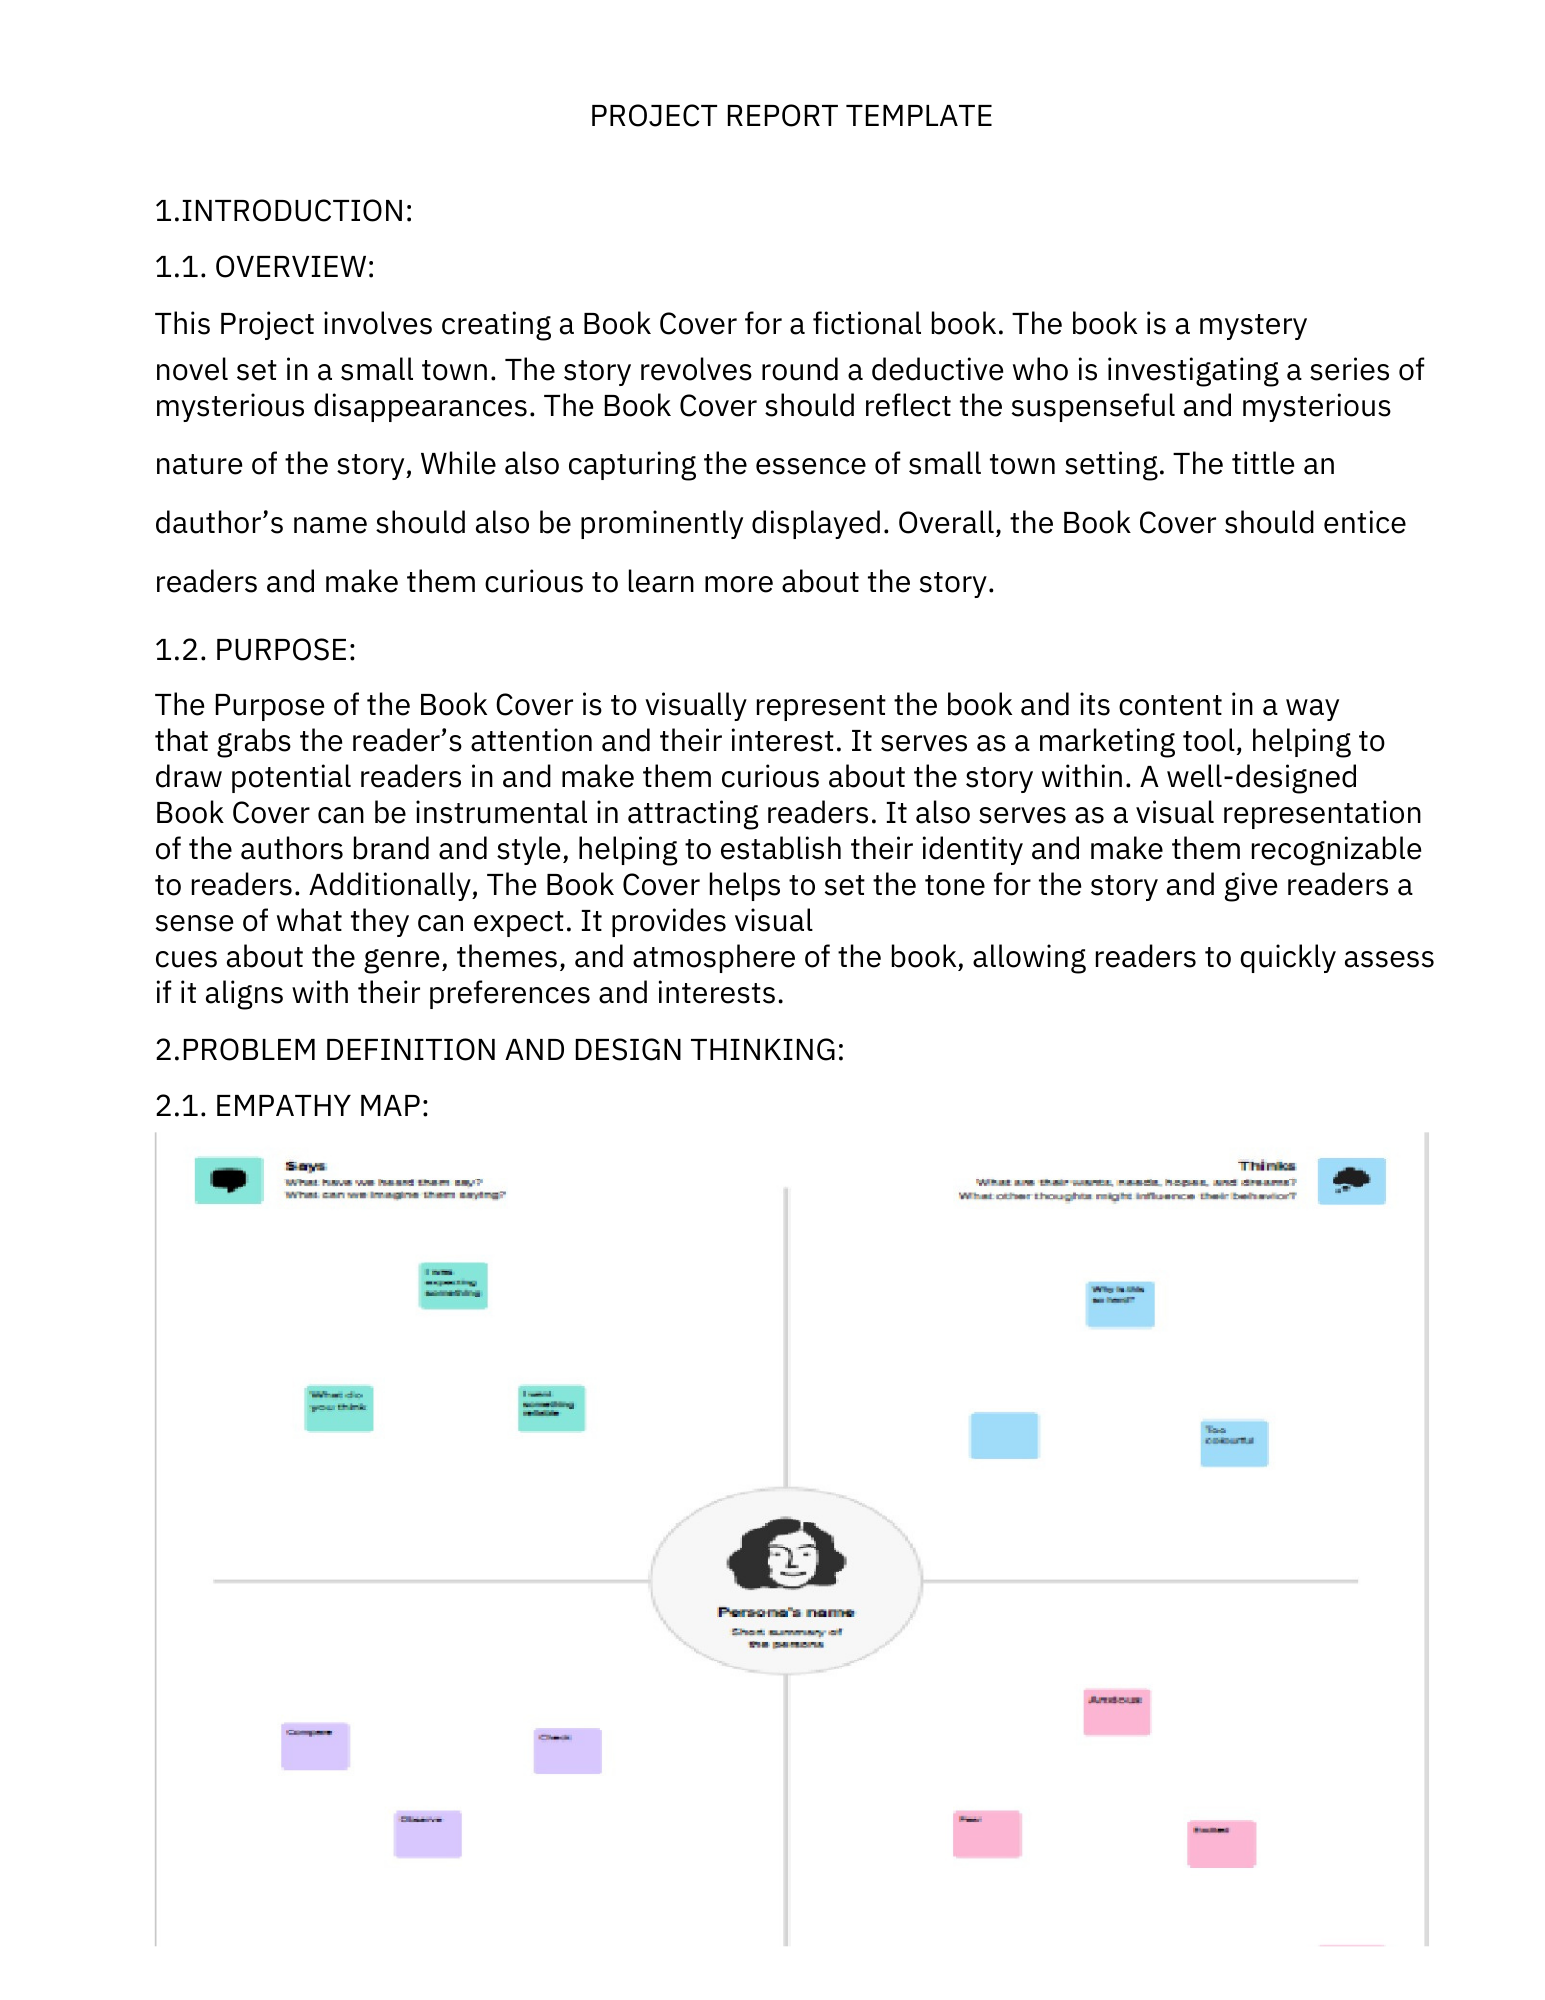 PROJECT REPORT TEMPLATE
1.INTRODUCTION:
1.1. OVERVIEW:
This Project involves creating a Book Cover for a fictional book. The book is a mystery
novel set in a small town. The story revolves round a deductive who is investigating a series of
mysterious disappearances. The Book Cover should reflect the suspenseful and mysterious
nature of the story, While also capturing the essence of small town setting. The tittle an
dauthor’s name should also be prominently displayed. Overall, the Book Cover should entice
readers and make them curious to learn more about the story.
1.2. PURPOSE:
The Purpose of the Book Cover is to visually represent the book and its content in a way
that grabs the reader’s attention and their interest. It serves as a marketing tool, helping to
draw potential readers in and make them curious about the story within. A well-designed
Book Cover can be instrumental in attracting readers. It also serves as a visual representation
of the authors brand and style, helping to establish their identity and make them recognizable
to readers. Additionally, The Book Cover helps to set the tone for the story and give readers a
sense of what they can expect. It provides visual
cues about the genre, themes, and atmosphere of the book, allowing readers to quickly assess
if it aligns with their preferences and interests.
2.PROBLEM DEFINITION AND DESIGN THINKING:
2.1. EMPATHY MAP:
Says
What have we heard them say?
What can we imagine them saying?
Thinks
What are their wants, needs, hopes, and dreams?
What other thoughts might influence their behavior?
I was
expecting
something
Why is this
so hard?
What do
you think
I want
something
reliable
Too
colourful
Persona's name
Short summary of
the persona
Anxious
Compare
Check
Observe
Excited